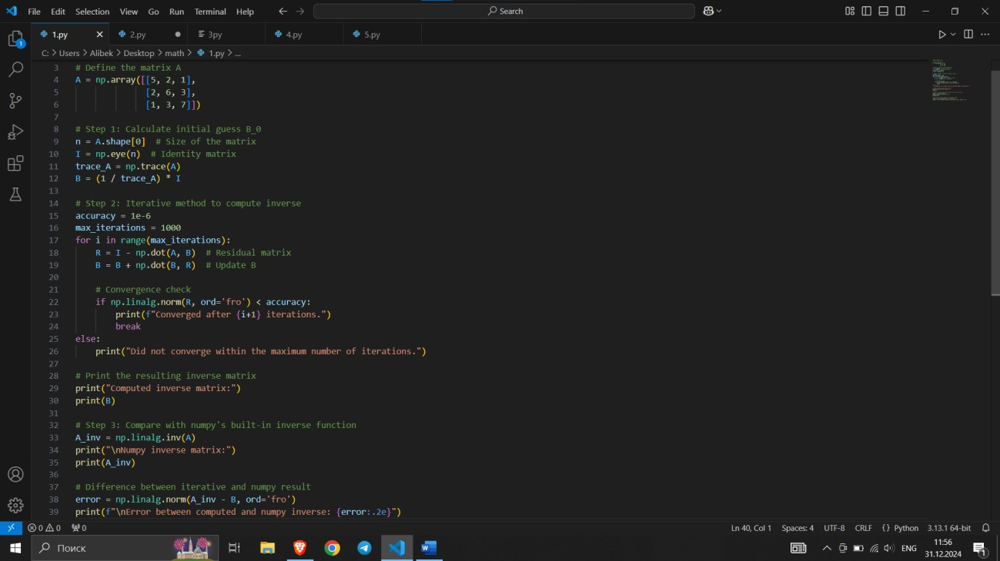 File Edit Selection View Go Run Terminal Help
Search
1.py 2.py 3py 4.py 5.py
C: > Users > Alibek > Desktop > math > 1.py > ...
3 # Define the matrix A
4 A = np.array([[5, 2, 1],
5 [2, 6, 3],
6 [1, 3, 7]])
7
8 # Step 1: Calculate initial guess B_0
9 n = A.shape[0]  # Size of the matrix
10 I = np.eye(n)  # Identity matrix
11 trace_A = np.trace(A)
12 B = (1 / trace_A) * I
13
14 # Step 2: Iterative method to compute inverse
15 accuracy = 1e-6
16 max_iterations = 1000
17 for i in range(max_iterations):
18     R = I - np.dot(A, B)  # Residual matrix
19     B = B + np.dot(B, R)  # Update B
20
21     # Convergence check
22     if np.linalg.norm(R, ord='fro') < accuracy:
23         print(f"Converged after {i+1} iterations.")
24         break
25 else:
26     print("Did not converge within the maximum number of iterations.")
27
28 # Print the resulting inverse matrix
29 print("Computed inverse matrix:")
30 print(B)
31
32 # Step 3: Compare with numpy's built-in inverse function
33 A_inv = np.linalg.inv(A)
34 print("\nNumpy inverse matrix:")
35 print(A_inv)
36
37 # Difference between iterative and numpy result
38 error = np.linalg.norm(A_inv - B, ord='fro')
39 print(f"\nError between computed and numpy inverse: {error:.2e}")
1
0 0 0 Ln 40, Col 1 Spaces: 4 UTF-8 CRLF {} Python 3.13.1 64-bit
Поиск
ENG
11:56
31.12.2024
1